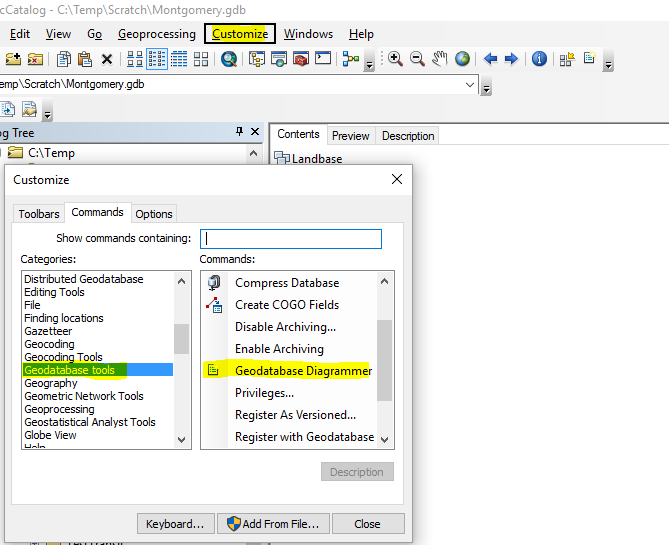 cCatalog - C:\Temp\Scratch\Montgomery.gdb
Edit View Go Geoprocessing Customize Windows Help
emp\Scratch\Montgomery.gdb
og Tree
C:\Temp
Contents Preview Description
Landbase
Customize
Toolbars Commands Options
Show commands containing:
Categories: Commands:
Distributed Geodatabase
Editing Tools
File
Finding locations
Gazetteer
Geocoding
Geocoding Tools
Geodatabase tools
Geography
Geometric Network Tools
Geoprocessing
Geostatistical Analyst Tools
Globe View
Help
Compress Database
Create COGO Fields
Disable Archiving...
Enable Archiving
Geodatabase Diagrammer
Privileges...
Register As Versioned...
Register with Geodatabase
Description
Keyboard... Add From File... Close